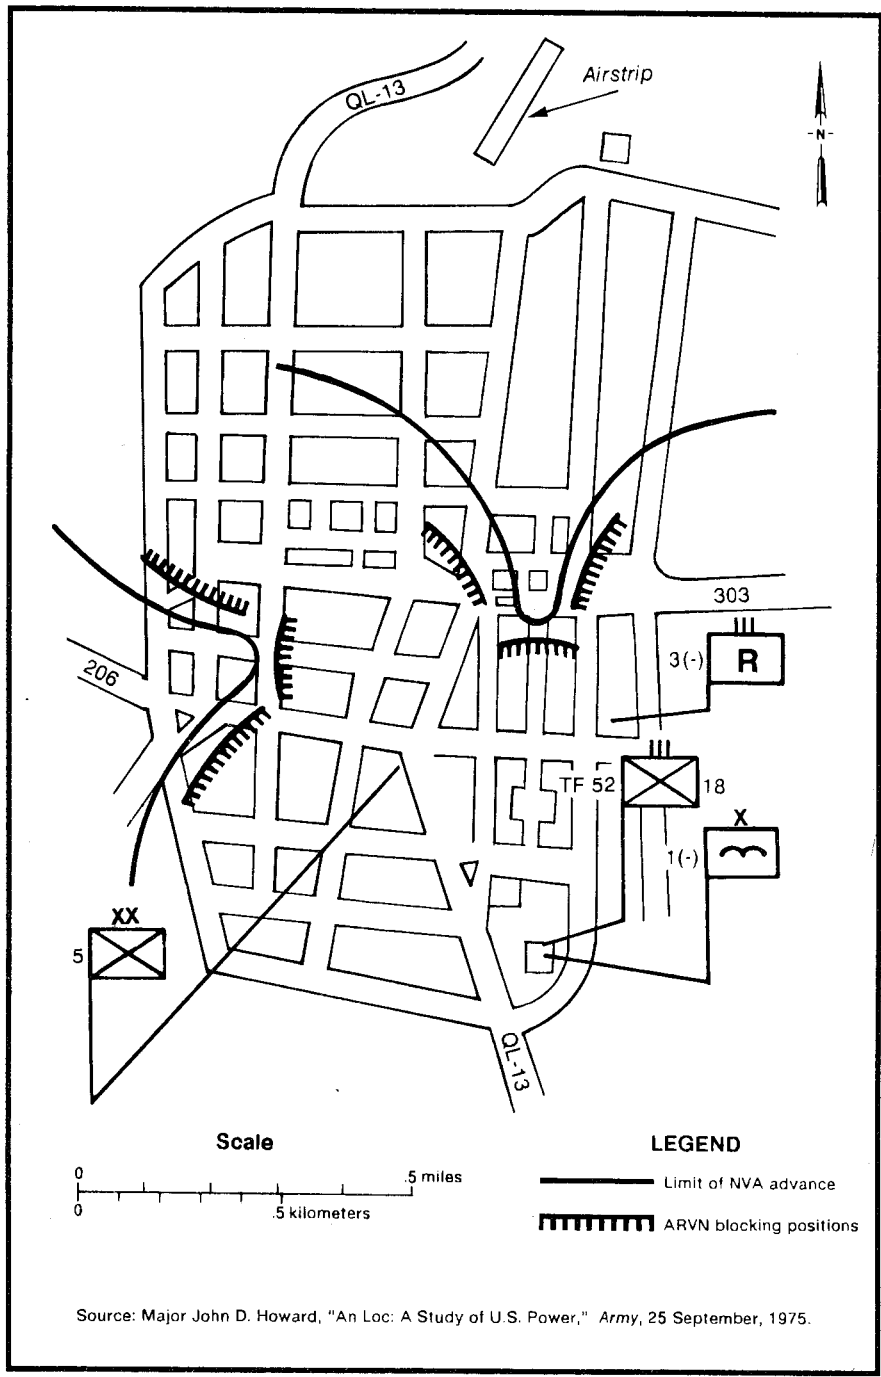 Airstrip
QL-13
-N-
303
206
3(-)
III
R
III
TF 52
18
X
1(-)
XX
5
QL-13
Scale
0
.5 miles
0
.5 kilometers
LEGEND
Limit of NVA advance
ARVN blocking positions
Source: Major John D. Howard, "An Loc: A Study of U.S. Power," Army, 25 September, 1975.